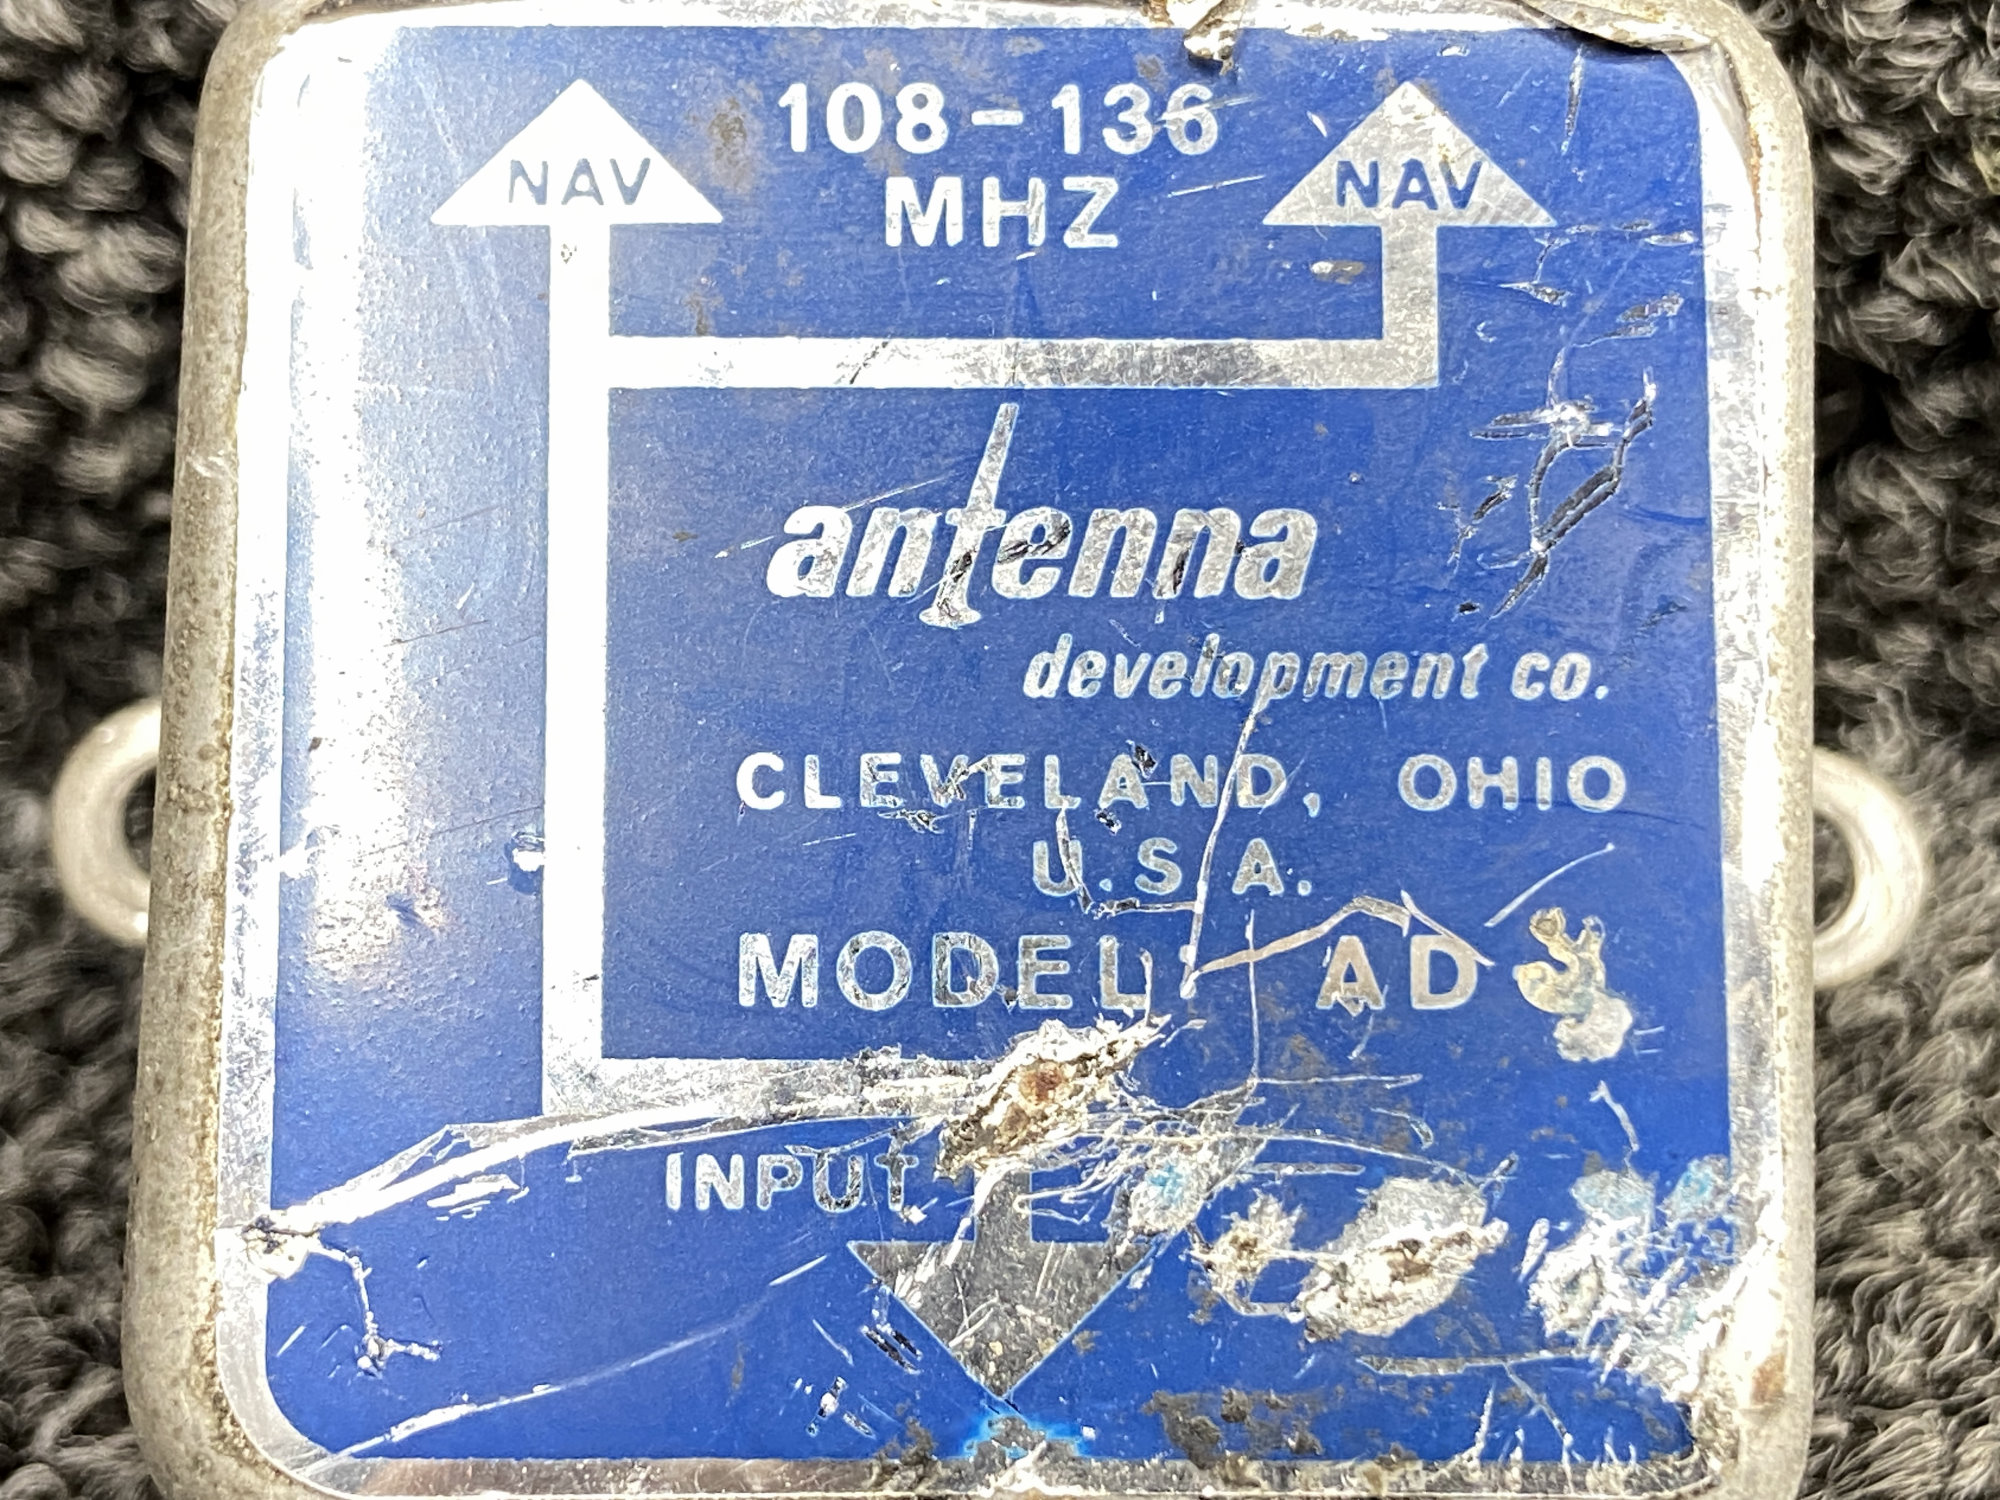 108-136
MHZ
NAV
NAV
antenna
development co.
CLEVELAND, OHIO
U.S.A.
MODEL AD
INPUT